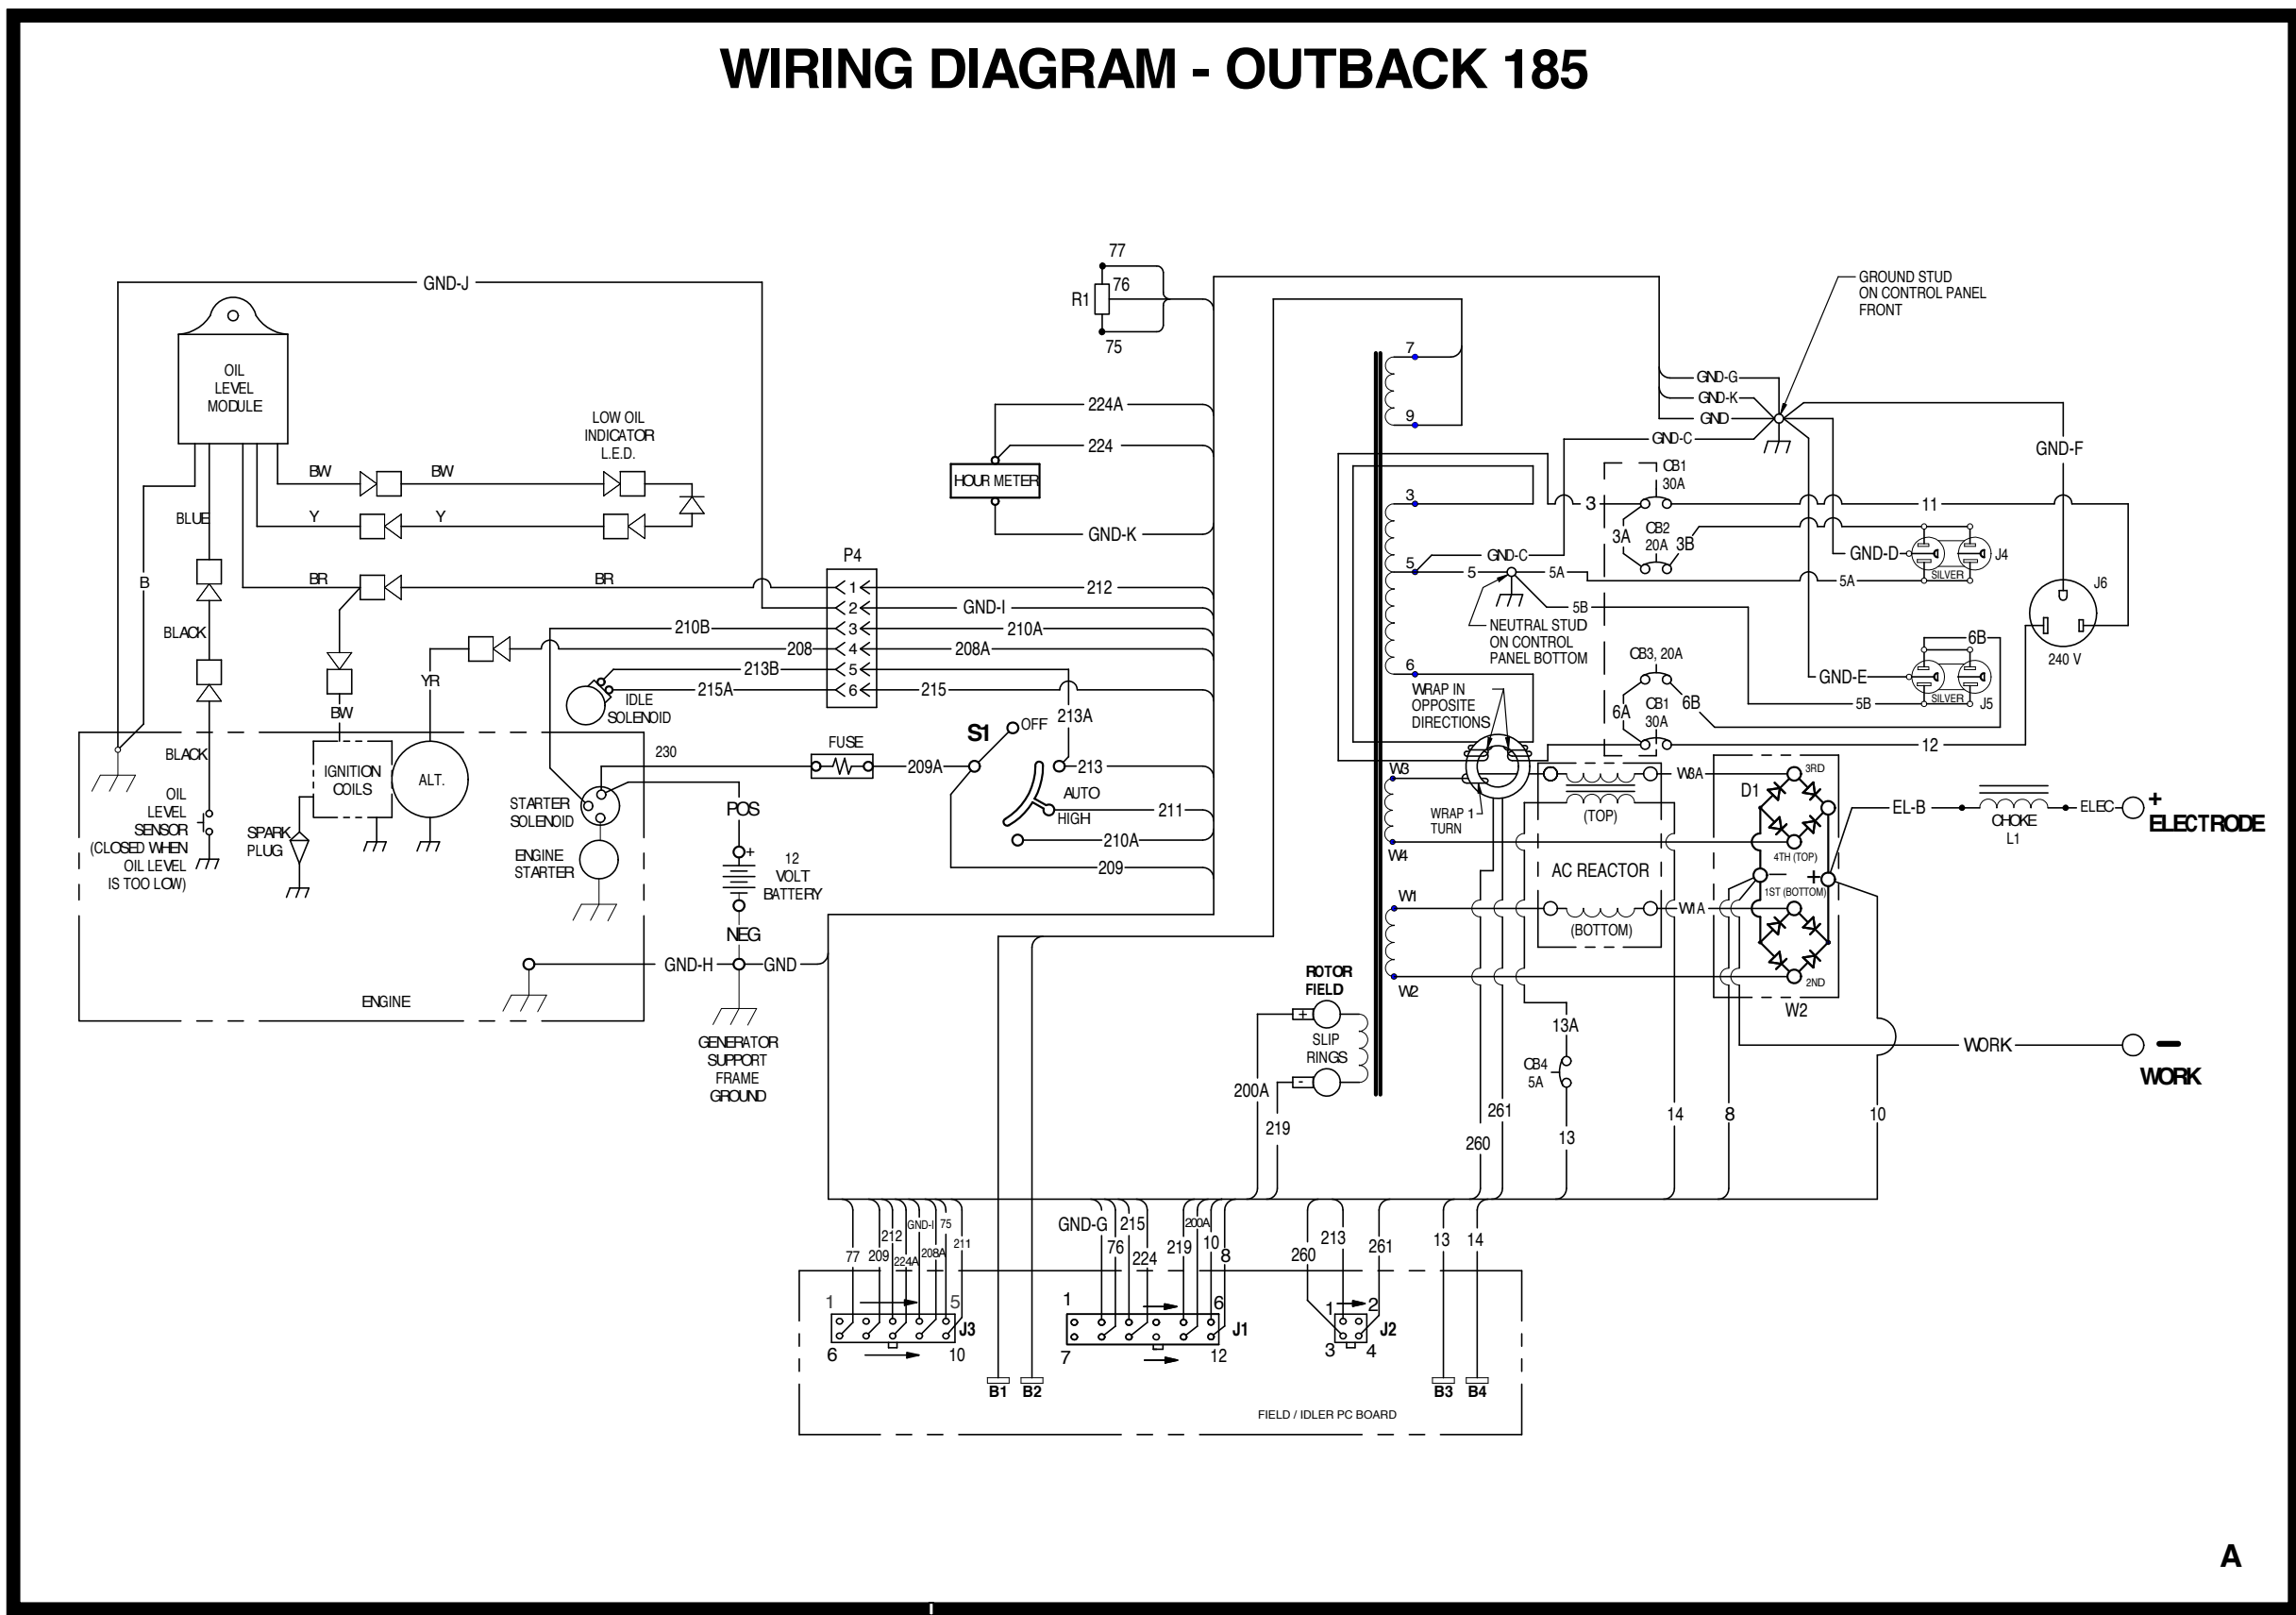 WIRING DIAGRAM - OUTBACK 185
GND-J
OIL
LEVEL
MODULE
LOW OIL
INDICATOR
L.E.D.
BW
BW
BLUE
Y
Y
B
BR
BR
BLACK
YR
BW
BLACK
IGNITION
COILS
ALT.
OIL
LEVEL
SENSOR
(CLOSED WHEN
OIL LEVEL
IS TOO LOW)
SPARK
PLUG
STARTER
SOLENOID
ENGINE
STARTER
ENGINE
IDLE
SOLENOID
230
FUSE
209A
POS
+
12
VOLT
BATTERY
NEG
GND-H
GND
GENERATOR
SUPPORT
FRAME
GROUND
P4
1
2
3
4
5
6
210B
208
213B
215A
212
GND-I
210A
208A
215
213A
77
76
R1
75
224A
224
HOUR METER
GND-K
S1
OFF
213
AUTO
HIGH
211
210A
209
7
9
3
5
6
W3
W4
W1
W2
ROTOR
FIELD
+
SLIP
RINGS
-
200A
219
GROUND STUD
ON CONTROL PANEL
FRONT
GND-G
GND-K
GND
GND-C
GND-F
CB1
30A
3
11
3A
CB2
20A
3B
GND-C
5
5A
GND-D
J4
SILVER
5A
J6
5B
NEUTRAL STUD
ON CONTROL
PANEL BOTTOM
240 V
CB3, 20A
6B
GND-E
6A
6B
CB1
30A
SILVER
J5
5B
12
WRAP IN
OPPOSITE
DIRECTIONS
WRAP 1
TURN
W3A
(TOP)
AC REACTOR
W1A
(BOTTOM)
D1
3RD
4TH (TOP)
+
1ST (BOTTOM)
2ND
W2
EL-B
CHOKE
L1
ELEC
+
ELECTRODE
WORK
WORK
13A
CB4
5A
261
260
13
14
8
10
77
209
212
224A
GND-I
208A
75
211
1
5
J3
6
10
GND-G
76
215
224
219
200A
10
8
1
6
J1
7
12
260
213
261
1
2
J2
3
4
13
14
B1
B2
B3
B4
FIELD / IDLER PC BOARD
A